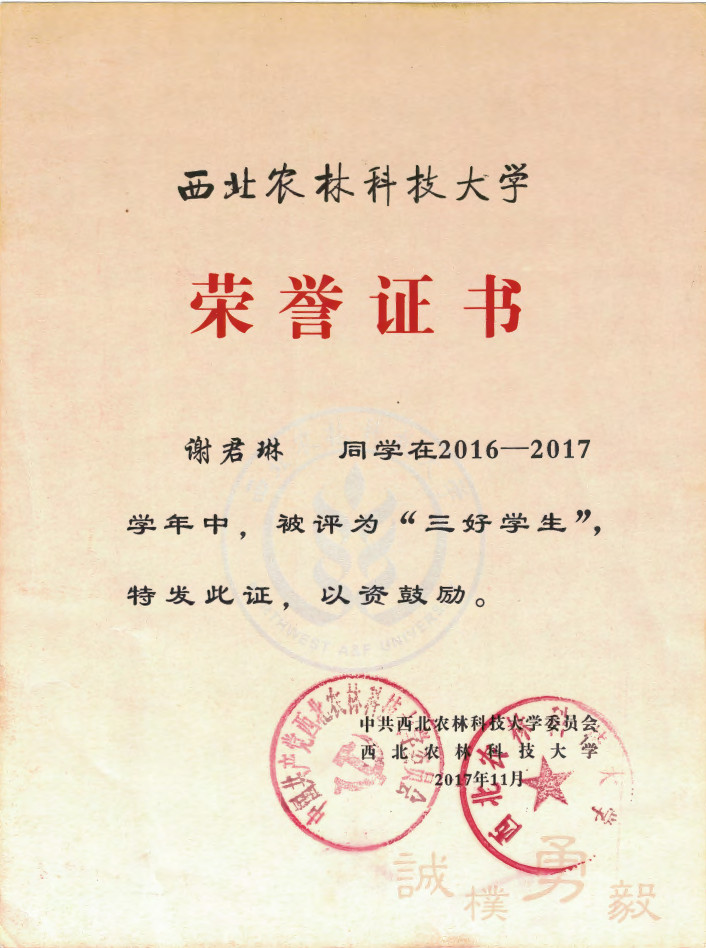 西北农林科技大学
荣誉证书
谢君琳 同学在2016—2017
学年中，被评为“三好学生”，
特发此证，以资鼓励。
中共西北农林科技大学委员会
西北农林科技大学
2017年11月
中国共产党西北农林科技大学委员会
西北农林科技大学
NORTHWEST A&F UNIVERSITY
誠樸勇毅